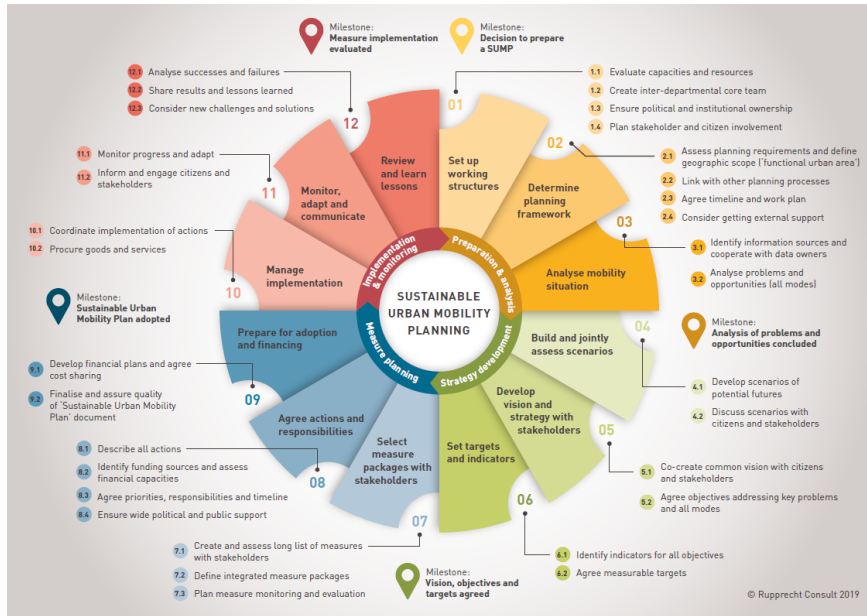 Milestone:
Measure implementation
evaluated
Milestone:
Decision to prepare
a SUMP
SUSTAINABLE
URBAN MOBILITY
PLANNING
Preparation & analysis
Strategy development
Measure planning
Implementation
& monitoring
01
Set up
working
structures
1.1 Evaluate capacities and resources
1.2 Create inter-departmental core team
1.3 Ensure political and institutional ownership
1.4 Plan stakeholder and citizen involvement
02
Determine
planning
framework
2.1 Assess planning requirements and define
geographic scope ('functional urban area')
2.2 Link with other planning processes
2.3 Agree timeline and work plan
2.4 Consider getting external support
03
Analyse mobility
situation
3.1 Identify information sources and
cooperate with data owners
3.2 Analyse problems and
opportunities (all modes)
Milestone:
Analysis of problems and
opportunities concluded
04
Build and jointly
assess scenarios
4.1 Develop scenarios of
potential futures
4.2 Discuss scenarios with
citizens and stakeholders
05
Develop
vision and
strategy with
stakeholders
5.1 Co-create common vision with citizens
and stakeholders
5.2 Agree objectives addressing key problems
and all modes
06
Set targets
and indicators
6.1 Identify indicators for all objectives
6.2 Agree measurable targets
Milestone:
Vision, objectives and
targets agreed
07
Select
measure
packages with
stakeholders
7.1 Create and assess long list of measures
with stakeholders
7.2 Define integrated measure packages
7.3 Plan measure monitoring and evaluation
08
Agree actions and
responsibilities
8.1 Describe all actions
8.2 Identify funding sources and assess
financial capacities
8.3 Agree priorities, responsibilities and timeline
8.4 Ensure wide political and public support
09
Prepare for adoption
and financing
9.1 Develop financial plans and agree
cost sharing
9.2 Finalise and assure quality
of 'Sustainable Urban Mobility
Plan' document
Milestone:
Sustainable Urban
Mobility Plan adopted
10
Manage
implementation
10.1 Coordinate implementation of actions
10.2 Procure goods and services
11
Monitor,
adapt and
communicate
11.1 Monitor progress and adapt
11.2 Inform and engage citizens and
stakeholders
12
Review
and learn
lessons
12.1 Analyse successes and failures
12.2 Share results and lessons learned
12.3 Consider new challenges and solutions
© Rupprecht Consult 2019